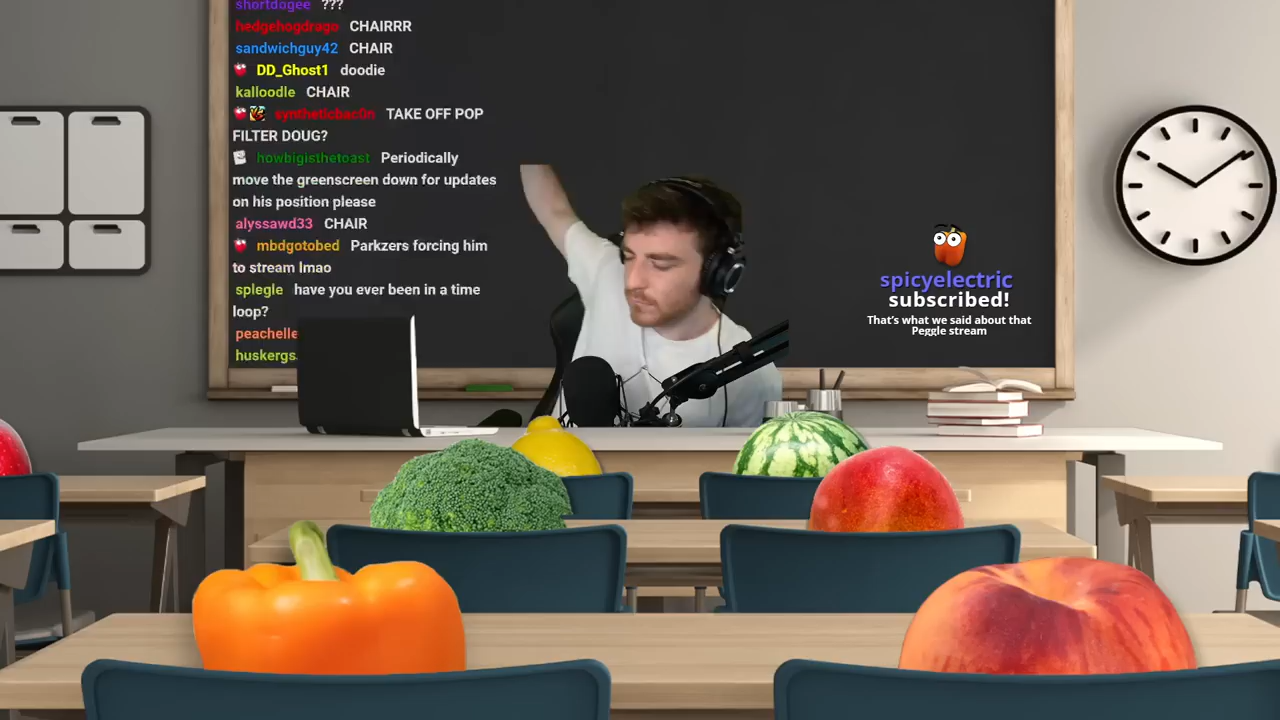 shortdogee ???
hedgehogdrago CHAIRRR
sandwichguy42 CHAIR
DD_Ghost1 doodie
kalloodle CHAIR
syntheticbac0n TAKE OFF POP
FILTER DOUG?
howbigisthetoast Periodically
move the greenscreen down for updates
on his position please
alyssawd33 CHAIR
mbdgotobed Parkzers forcing him
to stream lmao
splegle have you ever been in a time
loop?
peachelle
huskergs
spicyelectric
subscribed!
That's what we said about that
Peggle stream